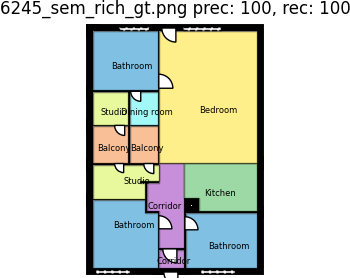 6245_sem_rich_gt.png prec: 100, rec: 100
Bathroom
Bedroom
Studio
Dining room
Balcony
Balcony
Studio
Kitchen
Corridor
Bathroom
Bathroom
Corridor